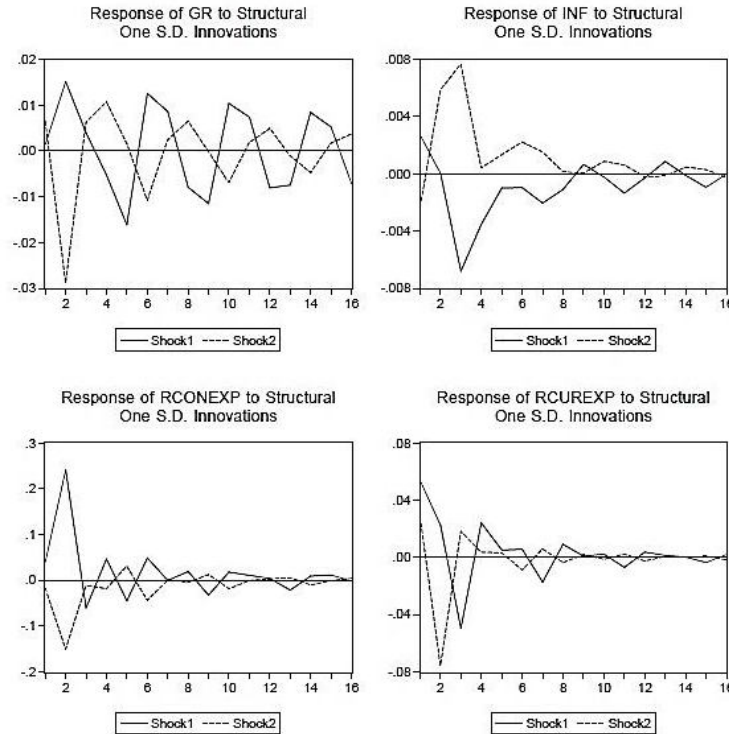 Response of GR to Structural
One S.D. Innovations
.02
.01
.00
-.01
-.02
-.03
2 4 6 8 10 12 14 16
Shock1 Shock2
Response of INF to Structural
One S.D. Innovations
.008
.004
.000
-.004
-.008
2 4 6 8 10 12 14 16
Shock1 Shock2
Response of RCONEXP to Structural
One S.D. Innovations
.3
.2
.1
.0
-.1
-.2
2 4 6 8 10 12 14 16
Shock1 Shock2
Response of RCUREXP to Structural
One S.D. Innovations
.08
.04
.00
-.04
-.08
2 4 6 8 10 12 14 16
Shock1 Shock2